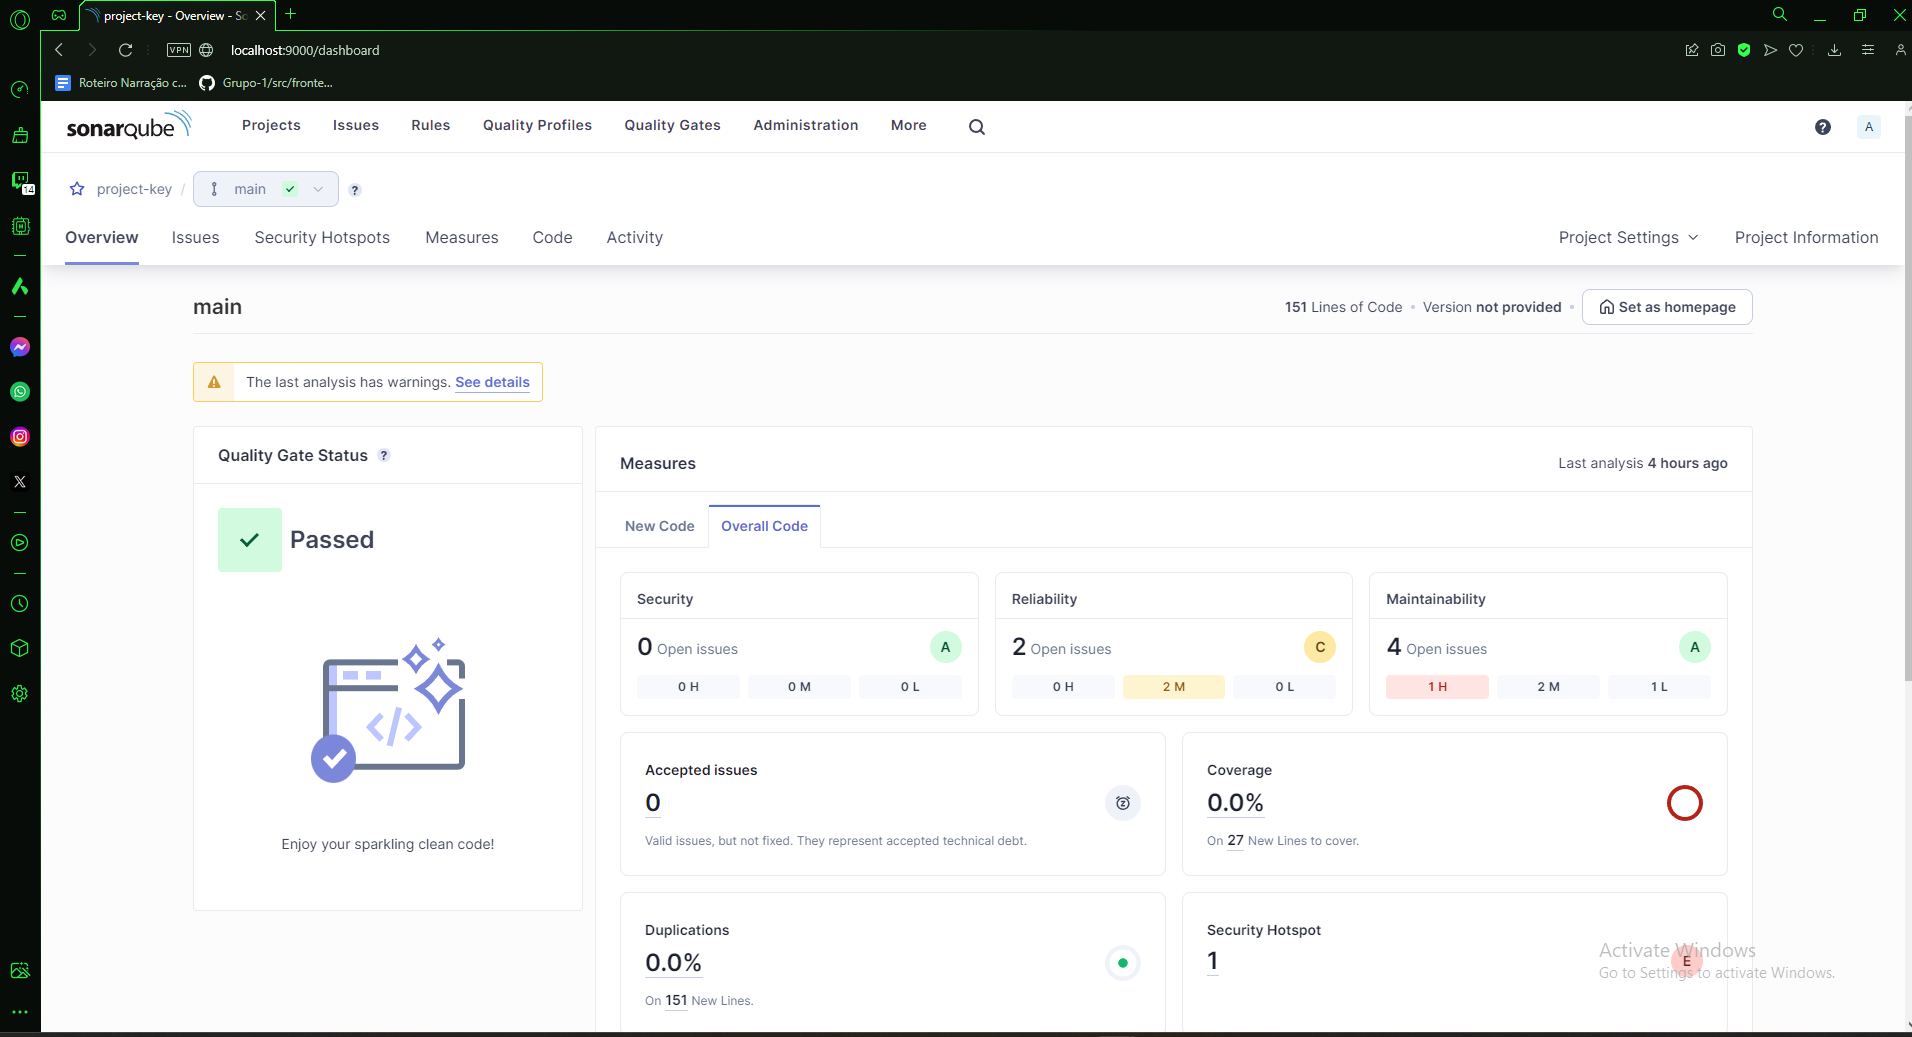 project-key - Overview - So
VPN
localhost:9000/dashboard
Roteiro Narração c...
Grupo-1/src/fronte...
14
sonarqube
Projects
Issues
Rules
Quality Profiles
Quality Gates
Administration
More
?
A
project-key / main
?
Overview
Issues
Security Hotspots
Measures
Code
Activity
Project Settings
Project Information
main
151 Lines of Code • Version not provided •
Set as homepage
The last analysis has warnings. See details
Quality Gate Status ?
Passed
</>
Enjoy your sparkling clean code!
Measures
Last analysis 4 hours ago
New Code
Overall Code
Security
0 Open issues
A
0 H
0 M
0 L
Reliability
2 Open issues
C
0 H
2 M
0 L
Maintainability
4 Open issues
A
1 H
2 M
1 L
Accepted issues
0
Valid issues, but not fixed. They represent accepted technical debt.
Coverage
0.0%
On 27 New Lines to cover.
Duplications
0.0%
On 151 New Lines.
Security Hotspot
1
E
Activate Windows
Go to Settings to activate Windows.